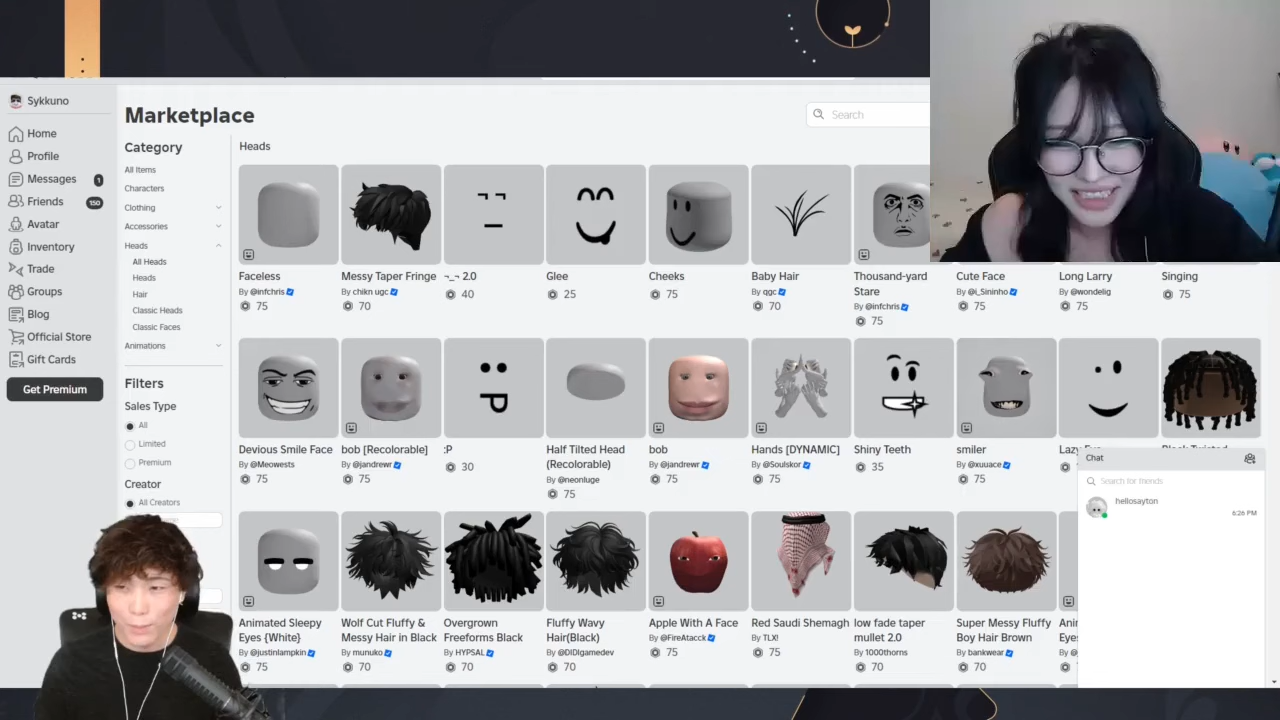 Sykkuno
Home
Profile
Messages 1
Friends 150
Avatar
Inventory
Trade
Groups
Blog
Official Store
Gift Cards
Get Premium
Marketplace
Search
Category
All Items
Characters
Clothing
Accessories
Heads
All Heads
Heads
Hair
Classic Heads
Classic Faces
Animations
Filters
Sales Type
All
Limited
Premium
Creator
All Creators
Heads
Faceless
By @infchris
75
Messy Taper Fringe
By chikn ugc
70
¬_¬ 2.0
40
Glee
25
Cheeks
75
Baby Hair
By qgc
70
Thousand-yard
Stare
By @infchris
75
Cute Face
By @i_Sininho
75
Long Larry
By @wondelig
75
Singing
75
Devious Smile Face
By @Meowests
75
bob [Recolorable]
By @jandrewr
75
:P
30
Half Tilted Head
(Recolorable)
By @neonluge
75
bob
By @jandrewr
75
Hands [DYNAMIC]
By @Soulskor
75
Shiny Teeth
35
smiler
By @xuuace
75
Animated Sleepy
Eyes {White}
By @justinlampkin
75
Wolf Cut Fluffy &
Messy Hair in Black
By munuko
70
Overgrown
Freeforms Black
By HYPSAL
70
Fluffy Wavy
Hair(Black)
By @DIDIgamedev
70
Apple With A Face
By @FireAtacck
75
Red Saudi Shemagh
By TLX!
75
low fade taper
mullet 2.0
By 1000thorns
70
Super Messy Fluffy
Boy Hair Brown
By bankwear
70
Chat
Search for friends
hellosayton
6:26 PM